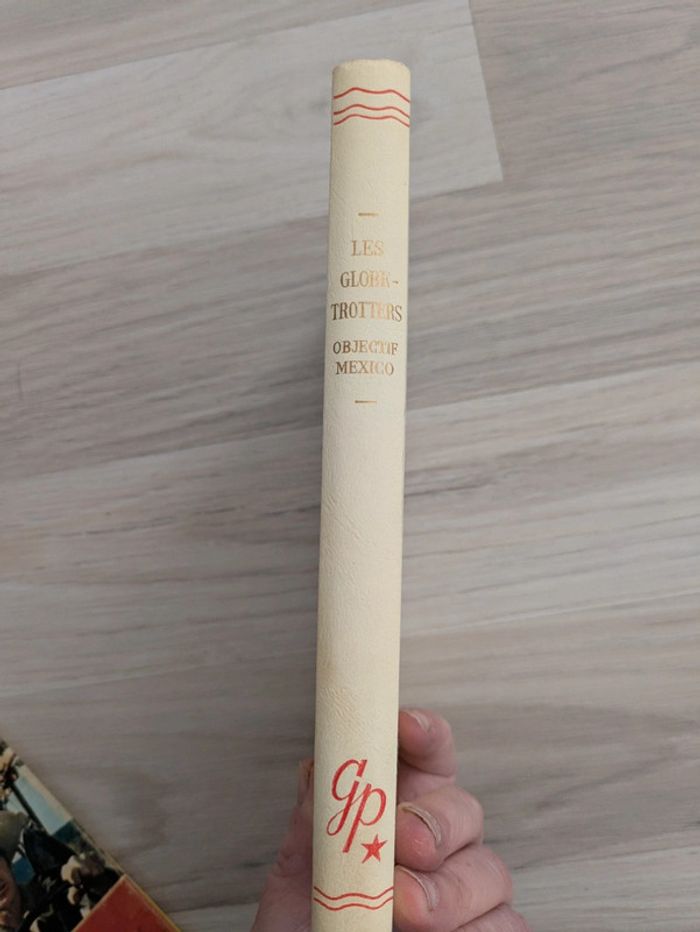 LES
GLOBE-
TROTTERS
OBJECTIF
MEXICO
GP